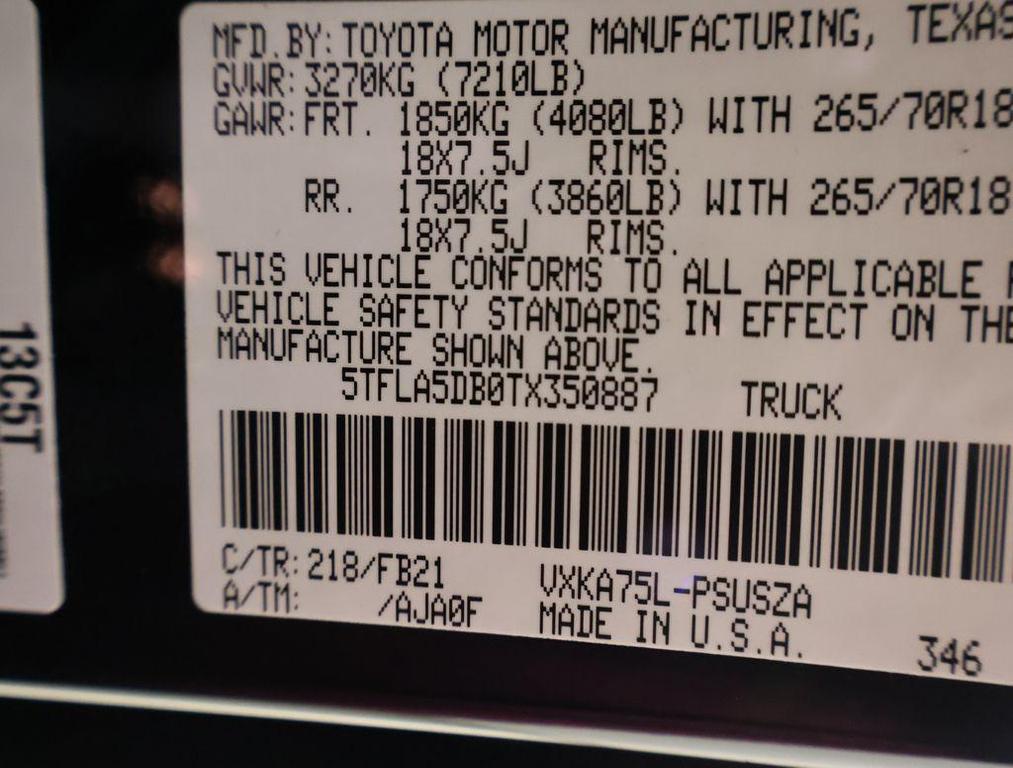 MFD.BY: TOYOTA MOTOR MANUFACTURING, TEXAS
GVWR: 3270KG (7210LB)
GAWR: FRT. 1850KG (4080LB) WITH 265/70R18
18X7.5J RIMS.
RR. 1750KG (3860LB) WITH 265/70R18
18X7.5J RIMS.
THIS VEHICLE CONFORMS TO ALL APPLICABLE
VEHICLE SAFETY STANDARDS IN EFFECT ON THE
MANUFACTURE SHOWN ABOVE.
5TFLA5DB0TX350887 TRUCK
C/TR: 218/FB21 VXKA75L-PSUSZA
A/TM: /AJA0F MADE IN U.S.A.
346
13C5T